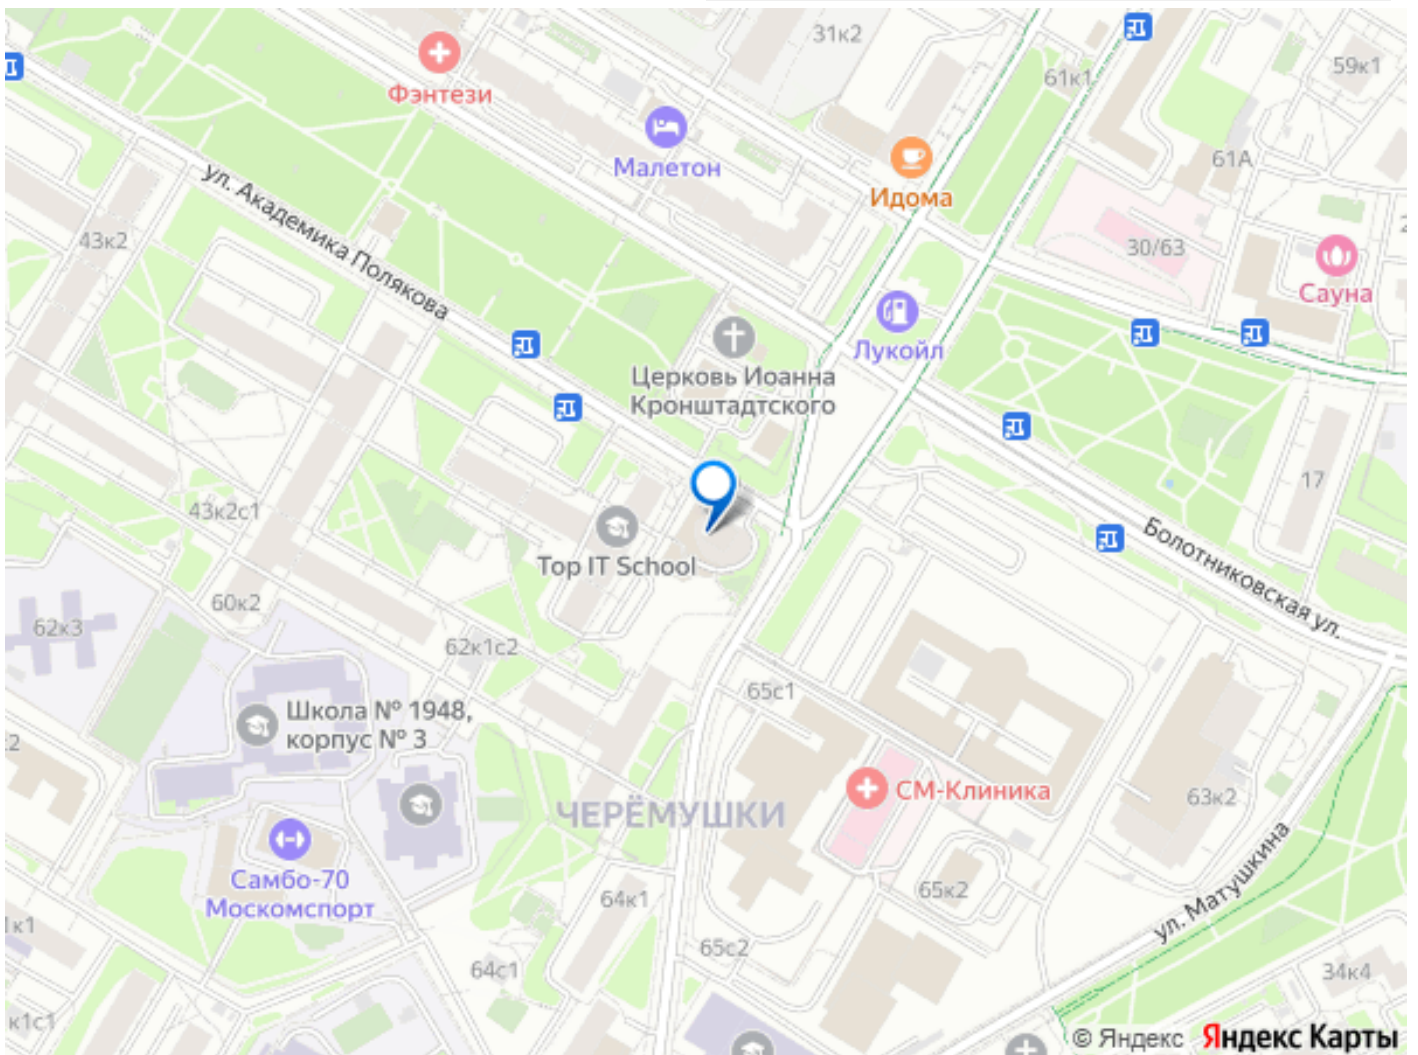 31к2
59к1
61к1
Фэнтези
Малетон
61А
Идома
ул. Академика Полякова
43к2
30/63
Сауна
Лукойл
Церковь Иоанна
Кронштадтского
17
43к2с1
Болотниковская ул.
Top IT School
60к2
62к3
62к1с2
65с1
Школа № 1948,
корпус № 3
СМ-Клиника
63к2
ЧЕРЁМУШКИ
ул. Матушкина
Самбо-70
Москомспорт
64к1
65к2
65с2
64с1
34к4
к1с1
© Яндекс Яндекс Карты